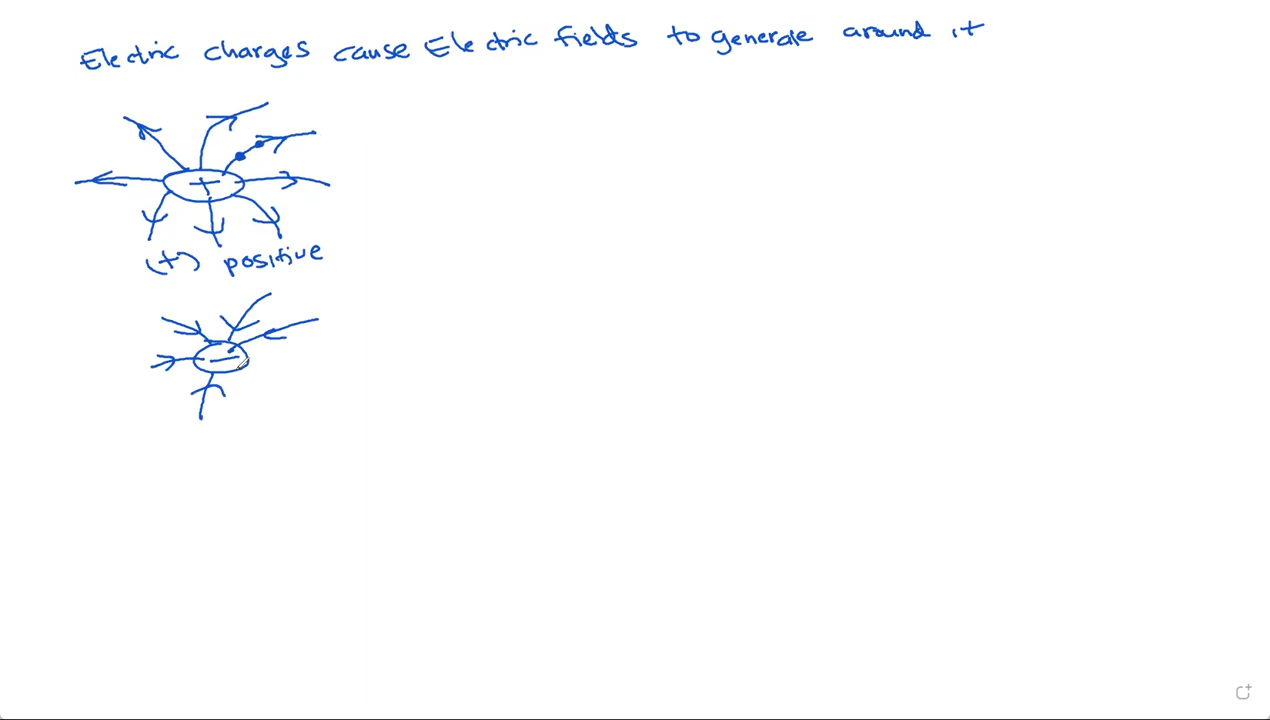 Electric charges cause Electric fields to generate around it
+
(+) positive
−